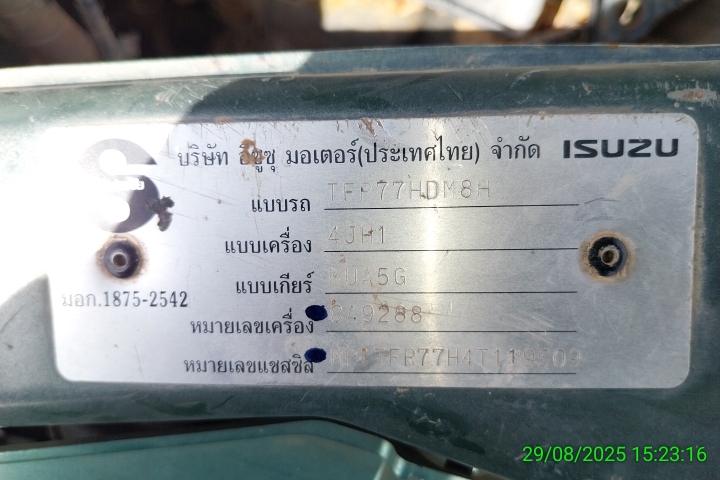 บริษัท อีซูซุ มอเตอร์(ประเทศไทย) จำกัด ISUZU
แบบรถ TFR77HDM8H
แบบเครื่อง 4JH1
แบบเกียร์
มอก.1875-2542
หมายเลขเครื่อง
หมายเลขแชสซิส
29/08/2025 15:23:16